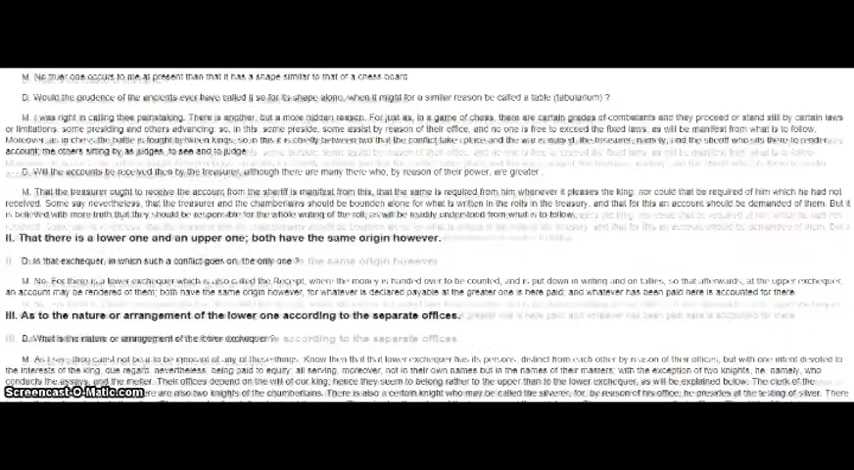 M. No truer one occurs to me at present than that it has a shape similar to that of a chess board
D. Would the prudence of the ancients ever have called it so for its shape alone, when it might for a similar reason be called a table (tabularium) ?
M. I was right in calling thee painstaking. There is another, but a more hidden reason. For just as, in a game of chess, there are certain grades of combatants and they proceed or stand still by certain laws
or limitations, some presiding and others advancing: so, in this, some preside, some assist by reason of their office, and no one is free to exceed the fixed laws, as will be manifest from what is to follow.
Moreover, as in chess the battle is fought between kings, so in this it is chiefly between two that the conflict takes place and the war is waged, the treasurer, namely, and the sheriff who sits there to render
account; the others sitting by as judges, to see and to judge.
D. Will the accounts be received then by the treasurer, although there are many there who, by reason of their power, are greater
M. That the treasurer ought to receive the account from the sheriff is manifest from this, that the same is required from him whenever it pleases the king: nor could that be required of him which he had not
received. Some say nevertheless, that the treasurer and the chamberlains should be bounden alone for what is written in the rolls in the treasury, and that for this an account should be demanded of them. But it
is believed with more truth that they should be responsible for the whole writing of the roll, as will be readily understood from what is to follow.
II. That there is a lower one and an upper one; both have the same origin however.
D. Is that exchequer, in which such a conflict goes on, the only one ?
M. No. For there is a lower exchequer which is also called the Receipt, where the money is handed over to be counted, and is put down in writing and on tallies, so that afterwards, at the upper exchequer,
an account may be rendered of them; both have the same origin however, for whatever is declared payable at the greater one is here paid; and whatever has been paid here is accounted for there.
III. As to the nature or arrangement of the lower one according to the separate offices.
D. What is the nature or arrangement of the lower exchequer ?
M. As I say, thou canst not bear to be ignorant of any of these things. Know then that that lower exchequer has its persons, distinct from each other by reason of their offices, but with one intent devoted to
the interests of the king, due regard, nevertheless, being paid to equity; all serving, moreover, not in their own names but in the names of their masters; with the exception of two knights, he, namely, who
conducts the assays, and the melter. Their offices depend on the will of our king; hence they seem to belong rather to the upper than to the lower exchequer, as will be explained below. The clerk of the
ere are also two knights of the chamberlains. There is also a certain knight who may be called the silverer, for, by reason of his office, he presides at the testing of silver. There
Screencast-O-Matic.com